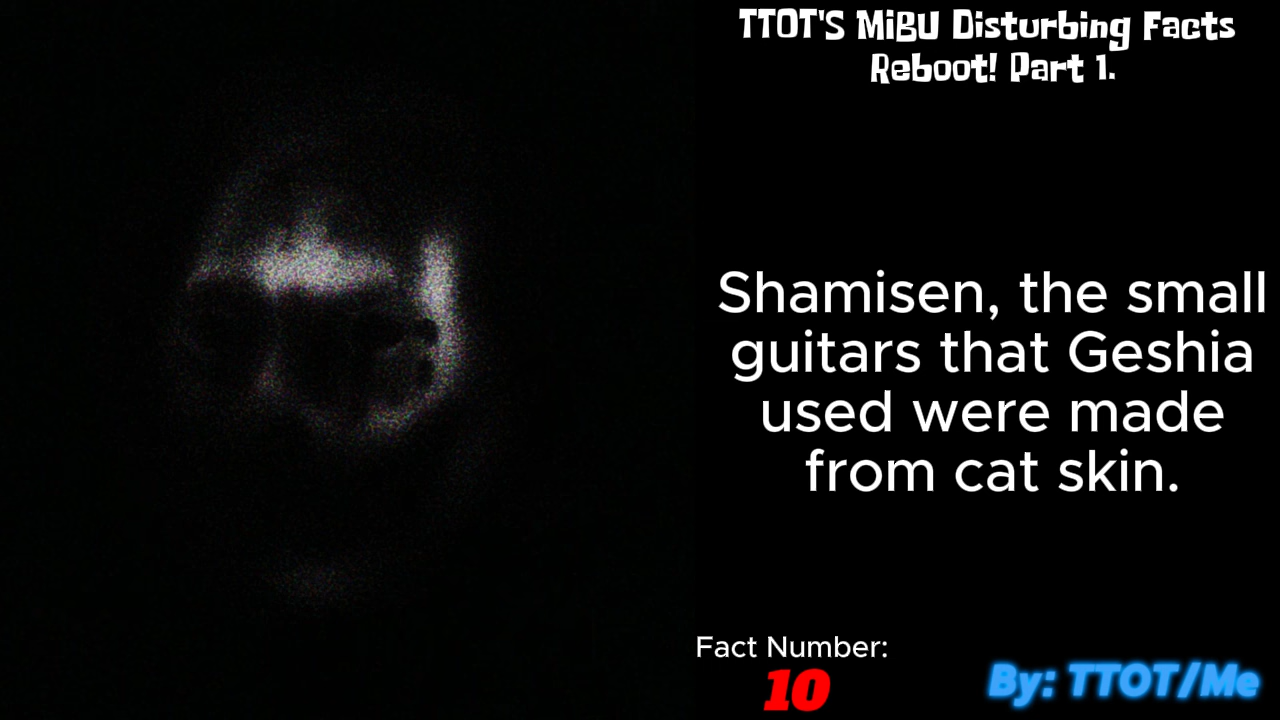 TTOT'S MiBU Disturbing Facts
Reboot! Part 1.
Shamisen, the small
guitars that Geshia
used were made
from cat skin.
Fact Number:
10
By: TTOT/Me